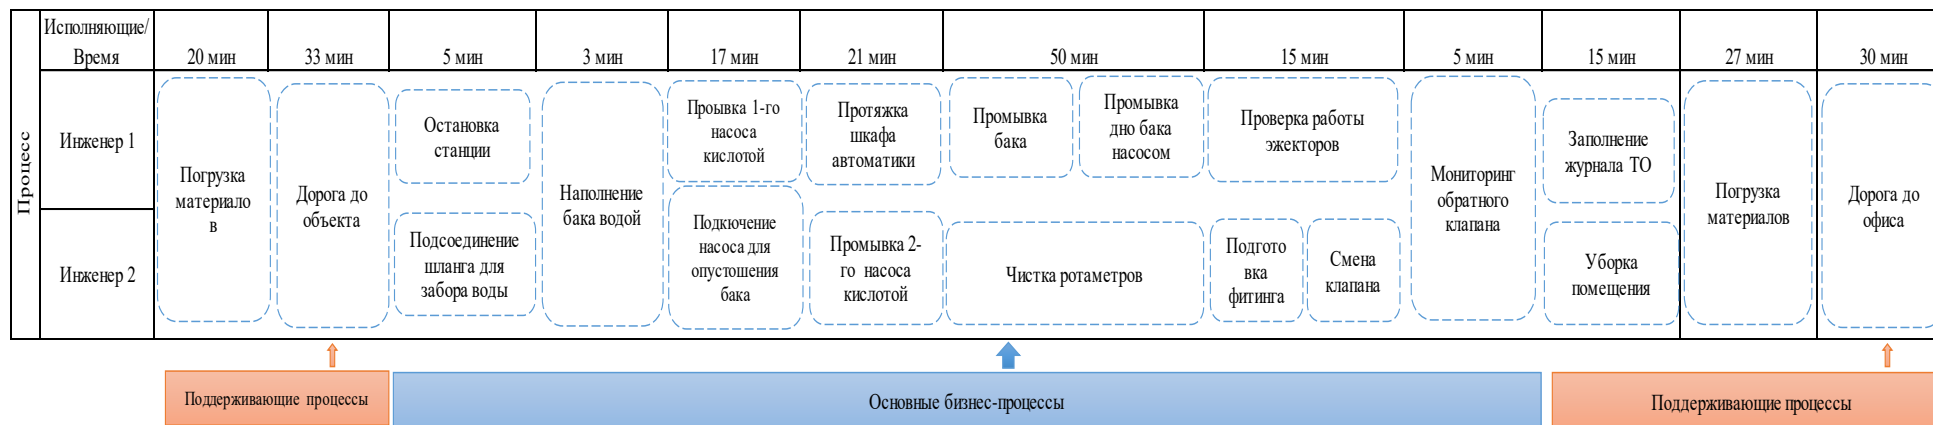 Исполняющие/
Время
20 мин
33 мин
5 мин
3 мин
17 мин
21 мин
50 мин
15 мин
5 мин
15 мин
27 мин
30 мин
Процесс
Инженер 1
Инженер 2
Погрузка
материало
в
Дорога до
объекта
Остановка
станции
Подсоединение
шланга для
забора воды
Наполнение
бака водой
Проывка 1-го
насоса
кислотой
Подкючение
насоса для
опустошения
бака
Протяжка
шкафа
автоматики
Промывка 2-
го насоса
кислотой
Промывка
бака
Промывка
дно бака
насосом
Чистка ротаметров
Проверка работы
эжекторов
Подгото
вка
фитинга
Смена
клапана
Мониторинг
обратного
клапана
Заполнение
журнала ТО
Уборка
помещения
Погрузка
материалов
Дорога до
офиса
Поддерживающие процессы
Основные бизнес-процессы
Поддерживающие процессы